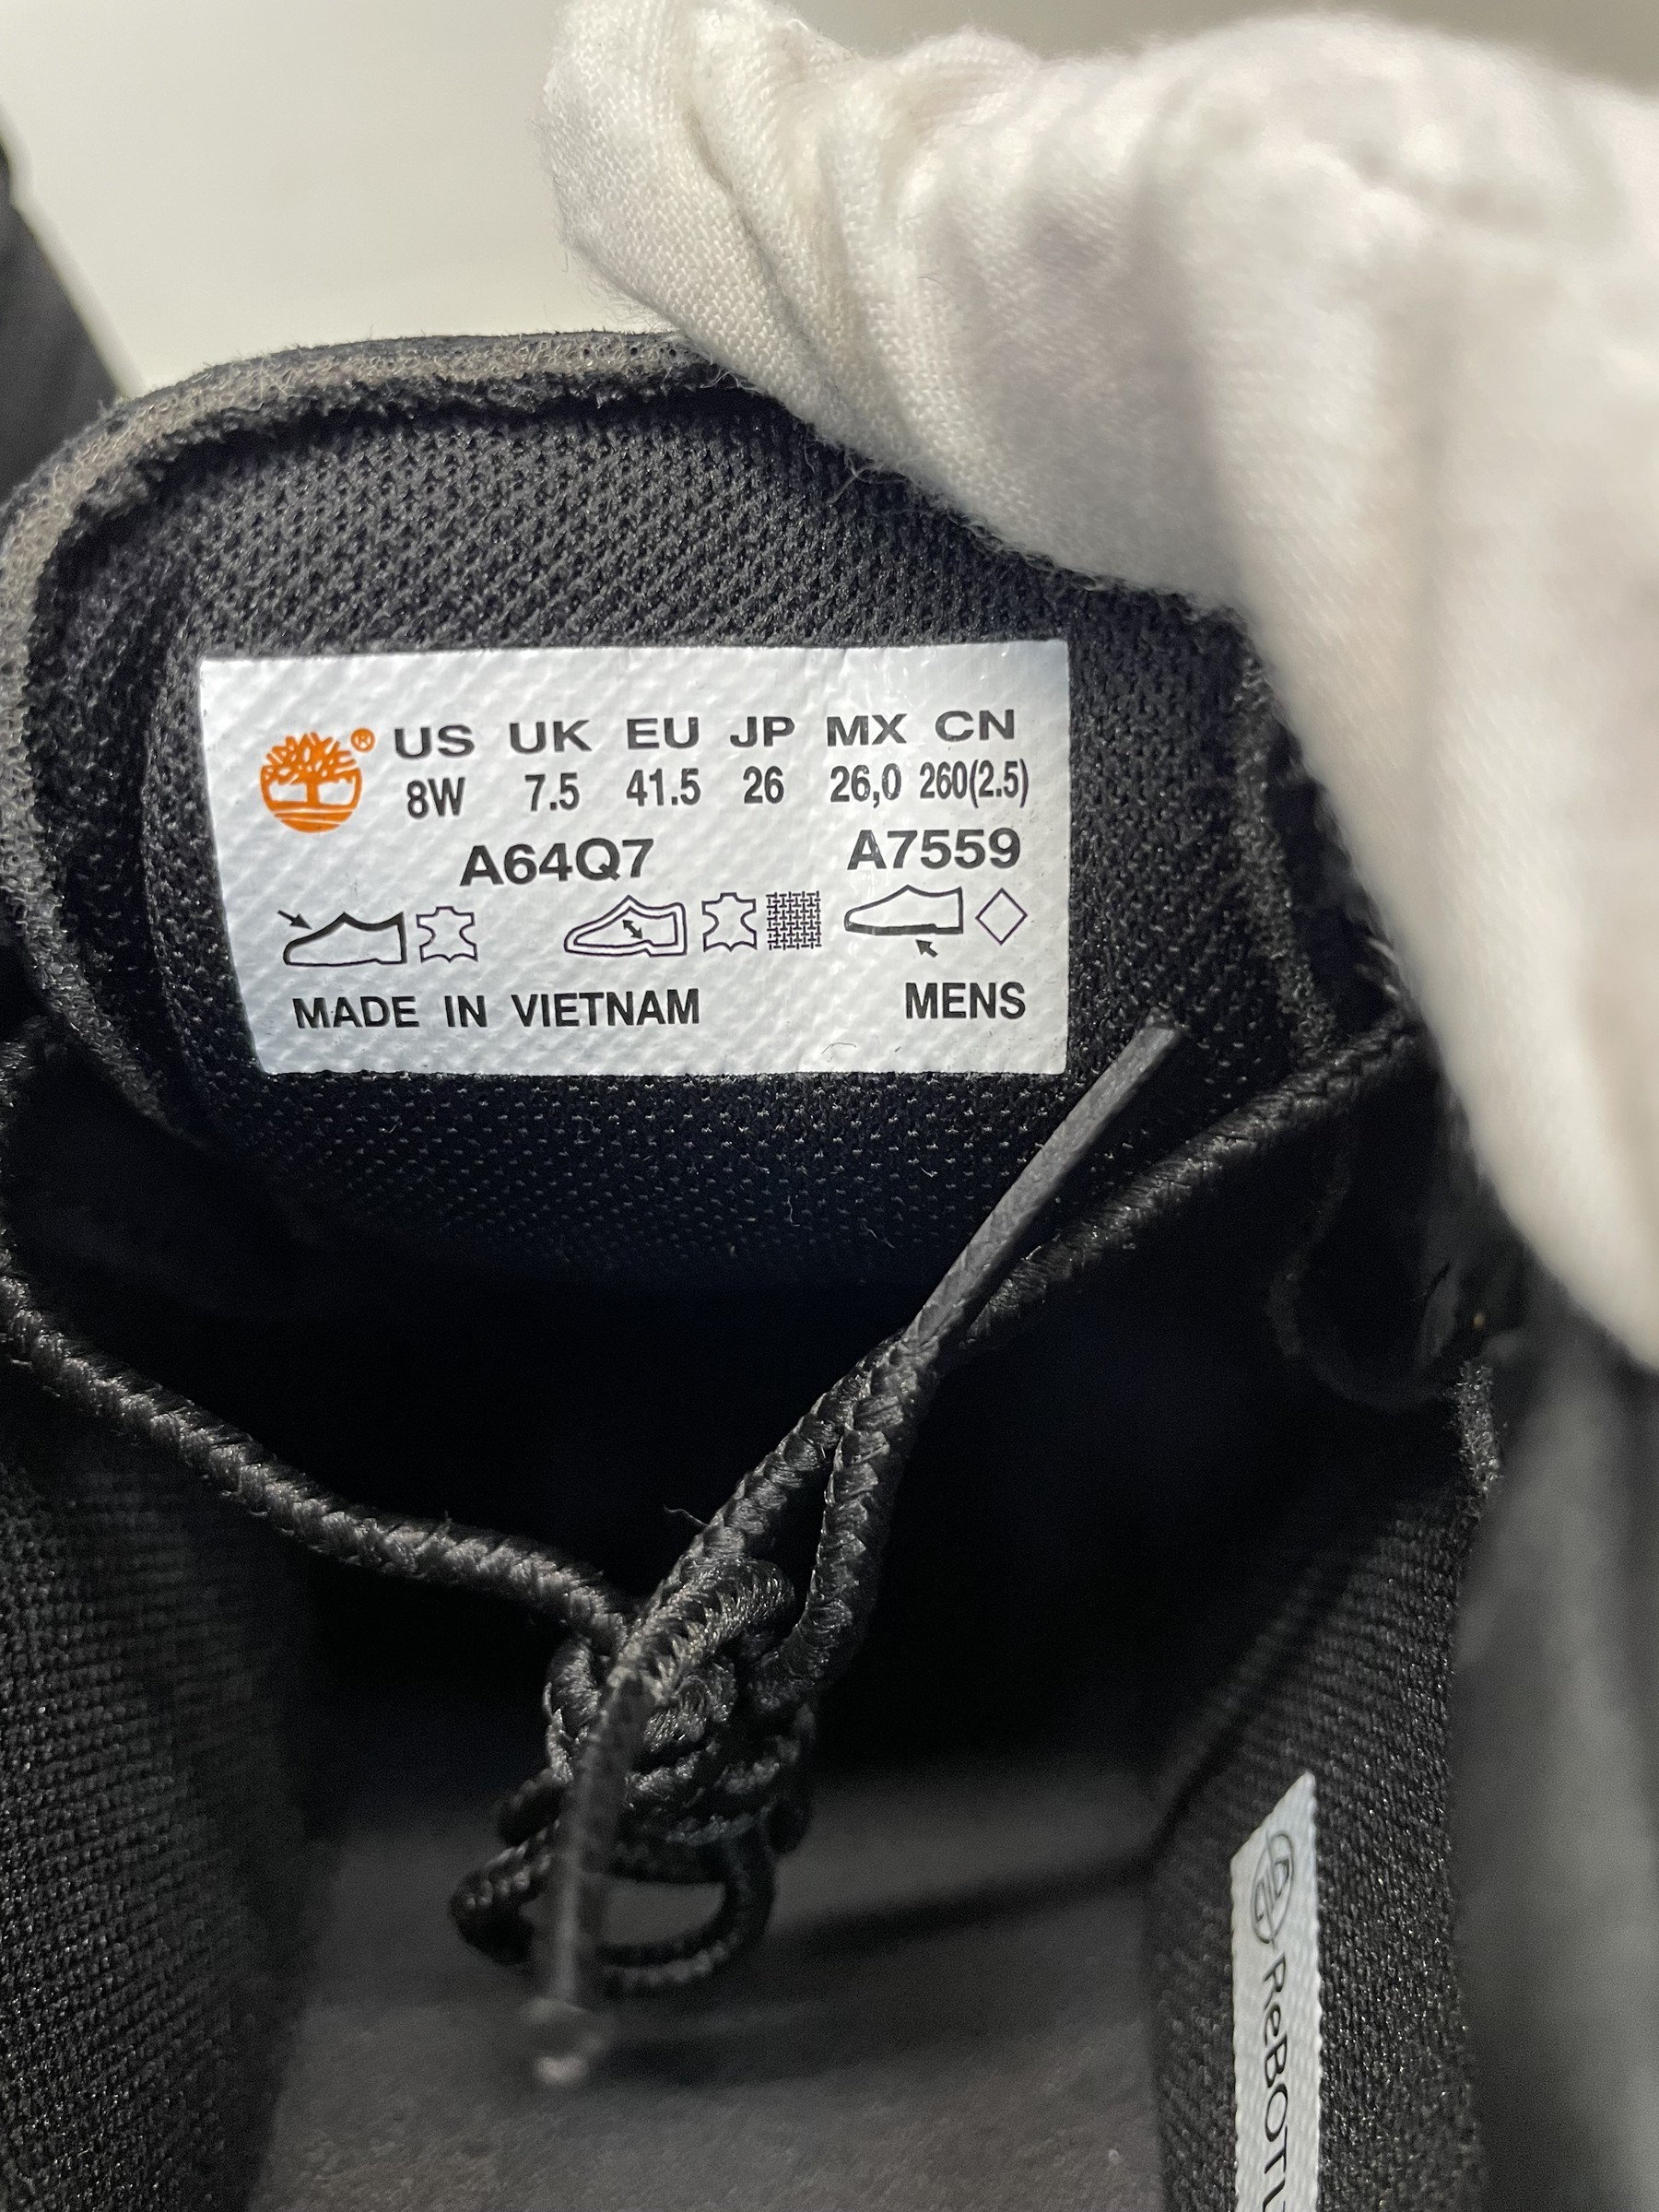 ® US UK EU JP MX CN
8W 7.5 41.5 26 26,0 260(2.5)
A64Q7 A7559
MADE IN VIETNAM MENS